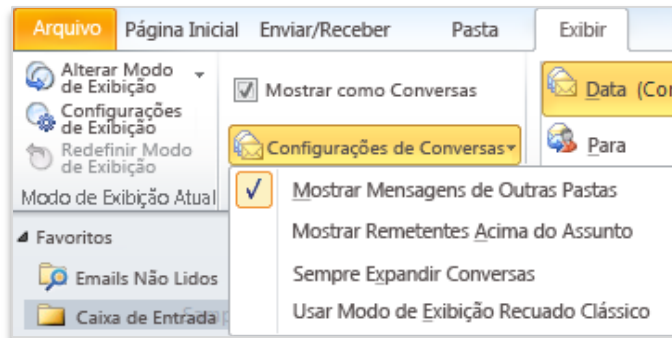 Arquivo Página Inicial Enviar/Receber Pasta Exibir
Alterar Modo
de Exibição
Configurações
de Exibição
Redefinir Modo
de Exibição
Modo de Exibição Atual
Mostrar como Conversas
Configurações de Conversas
Data (Con
Para
Mostrar Mensagens de Outras Pastas
Mostrar Remetentes Acima do Assunto
Sempre Expandir Conversas
Usar Modo de Exibição Recuado Clássico
Favoritos
Emails Não Lidos
Caixa de Entrada